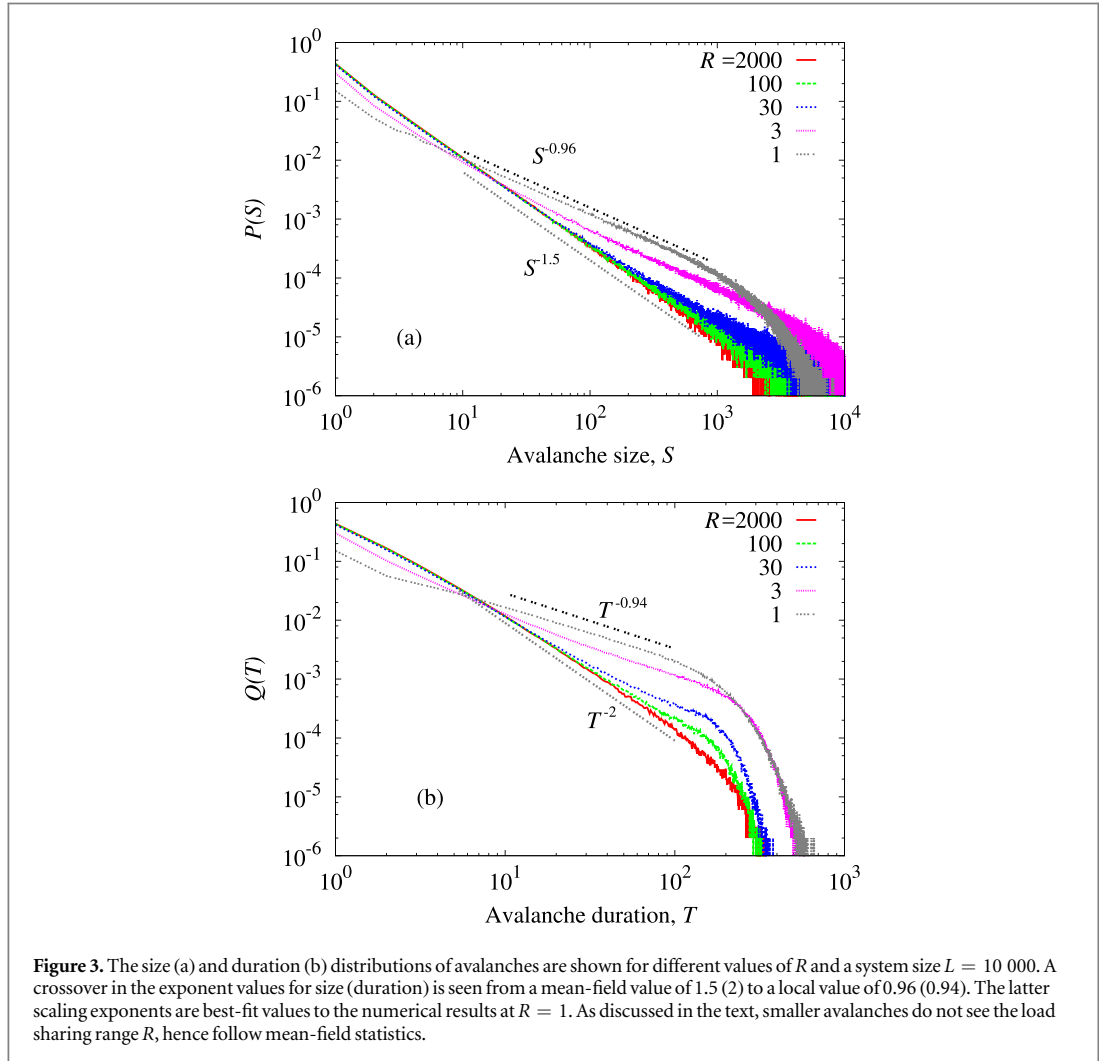 10^0
10^-1
10^-2
10^-3
10^-4
10^-5
10^-6
P(S)
R =2000
100
30
3
1
S^-0.96
S^-1.5
(a)
10^0 10^1 10^2 10^3 10^4
Avalanche size, S
10^0
10^-1
10^-2
10^-3
10^-4
10^-5
10^-6
Q(T)
R=2000
100
30
3
1
T^-0.94
T^-2
(b)
10^0 10^1 10^2 10^3
Avalanche duration, T
Figure 3. The size (a) and duration (b) distributions of avalanches are shown for different values of R and a system size L = 10 000. A
crossover in the exponent values for size (duration) is seen from a mean-field value of 1.5 (2) to a local value of 0.96 (0.94). The latter
scaling exponents are best-fit values to the numerical results at R = 1. As discussed in the text, smaller avalanches do not see the load
sharing range R, hence follow mean-field statistics.